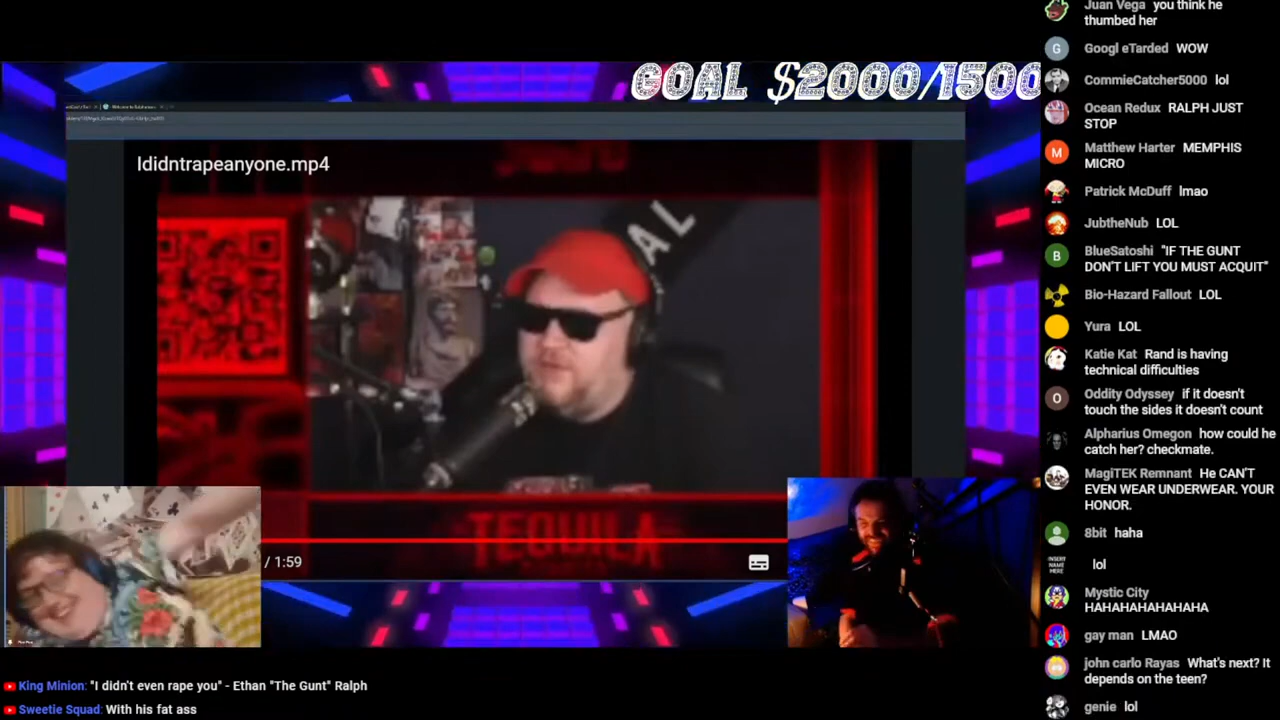 GOAL $2000/1500
Ididntrapeanyone.mp4
AL
TEQUILA
/ 1:59
King Minion: "I didn't even rape you" - Ethan "The Gunt" Ralph
Sweetie Squad: With his fat ass
Juan Vega you think he
thumbed her
G
Googl eTarded WOW
CommieCatcher5000 lol
Ocean Redux RALPH JUST
STOP
M
Matthew Harter MEMPHIS
MICRO
Patrick McDuff lmao
JubtheNub LOL
B
BlueSatoshi "IF THE GUNT
DON'T LIFT YOU MUST ACQUIT"
Bio-Hazard Fallout LOL
Yura LOL
Katie Kat Rand is having
technical difficulties
O
Oddity Odyssey if it doesn't
touch the sides it doesn't count
Alpharius Omegon how could he
catch her? checkmate.
MagiTEK Remnant He CAN'T
EVEN WEAR UNDERWEAR. YOUR
HONOR.
8bit haha
INSERT
NAME
HERE
lol
Mystic City
HAHAHAHAHAHA
gay man LMAO
john carlo Rayas What's next? It
depends on the teen?
genie lol